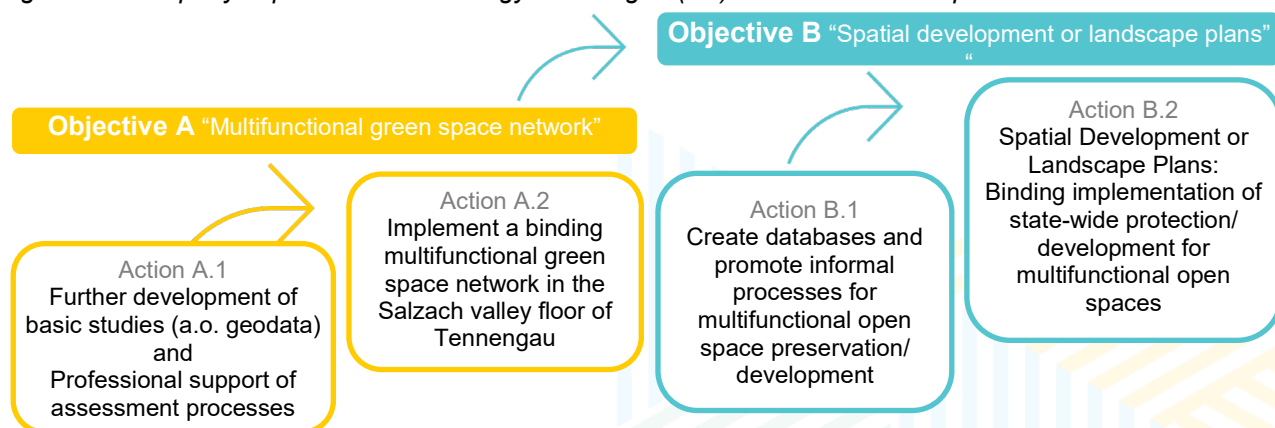 Objective B “Spatial development or landscape plans”
“
Objective A “Multifunctional green space network”
Action A.1
Further development of
basic studies (a.o. geodata)
and
Professional support of
assessment processes
Action A.2
Implement a binding
multifunctional green
space network in the
Salzach valley floor of
Tennengau
Action B.1
Create databases and
promote informal
processes for
multifunctional open
space preservation/
development
Action B.2
Spatial Development or
Landscape Plans:
Binding implementation of
state-wide protection/
development for
multifunctional open
spaces